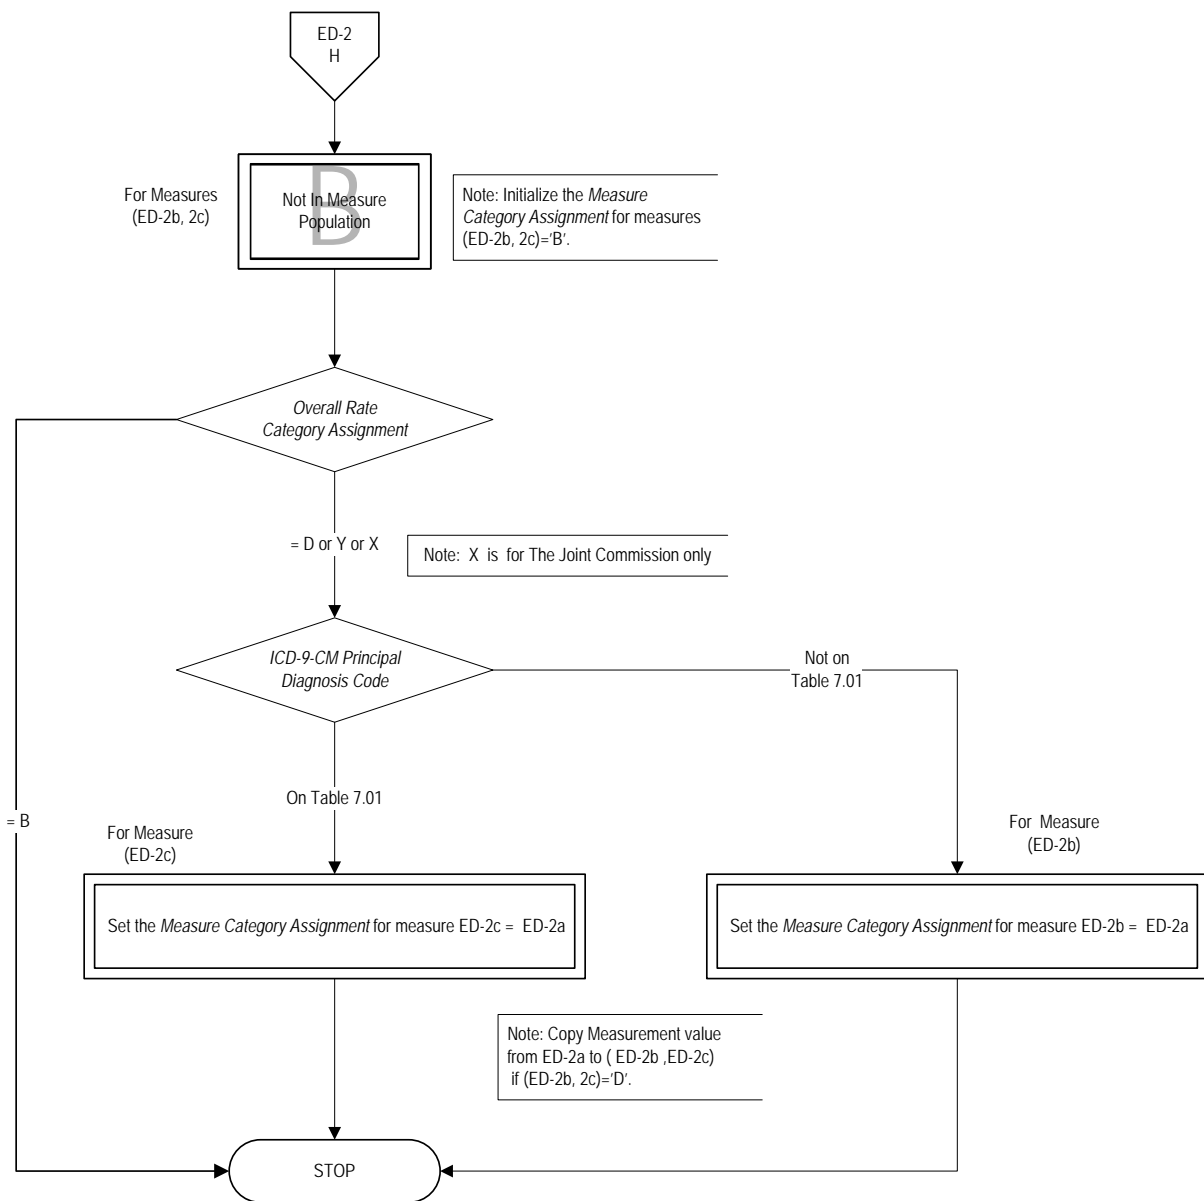 ED-2
H
For Measures
(ED-2b, 2c)
B
Not In Measure
Population
Note: Initialize the Measure
Category Assignment for measures
(ED-2b, 2c)='B'.
Overall Rate
Category Assignment
= D or Y or X
Note: X is for The Joint Commission only
ICD-9-CM Principal
Diagnosis Code
Not on
Table 7.01
On Table 7.01
= B
For Measure
(ED-2c)
For Measure
(ED-2b)
Set the Measure Category Assignment for measure ED-2c = ED-2a
Set the Measure Category Assignment for measure ED-2b = ED-2a
Note: Copy Measurement value
from ED-2a to ( ED-2b ,ED-2c)
if (ED-2b, 2c)='D'.
STOP